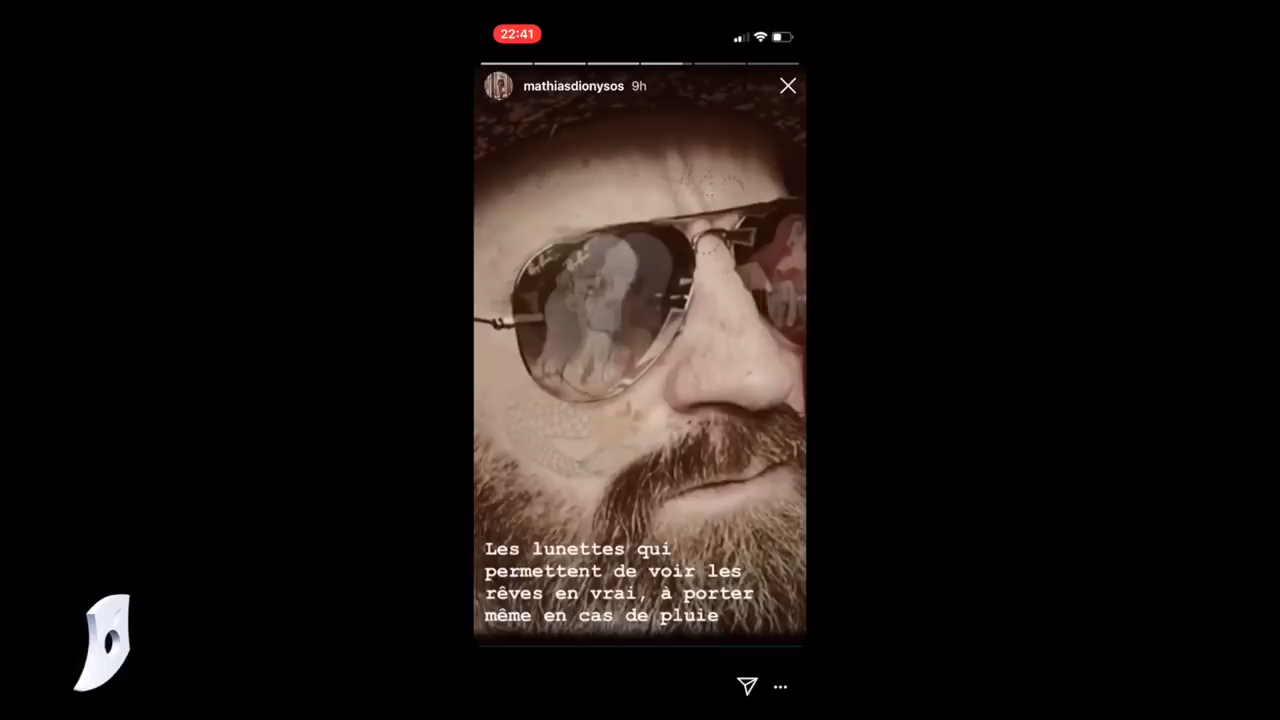 22:41
mathiasdionysos 9h
Les lunettes qui
permettent de voir les
rêves en vrai, à porter
même en cas de pluie